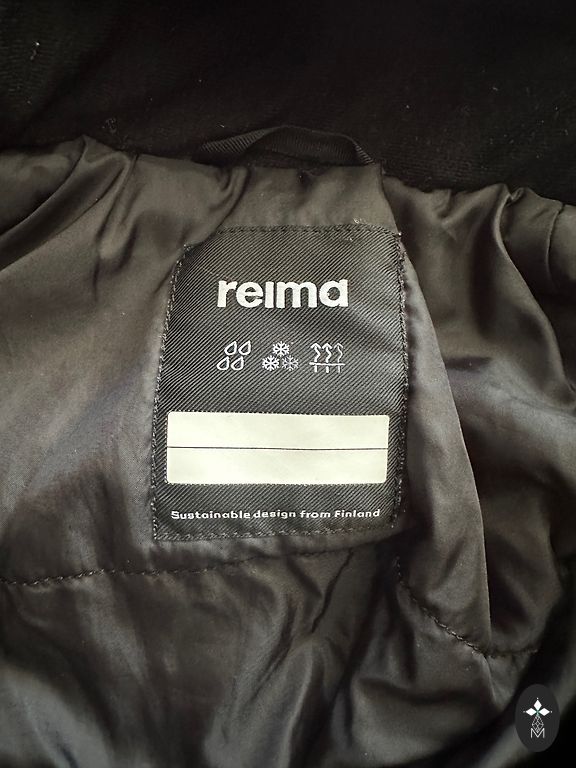 reima
Sustainable design from Finland
M